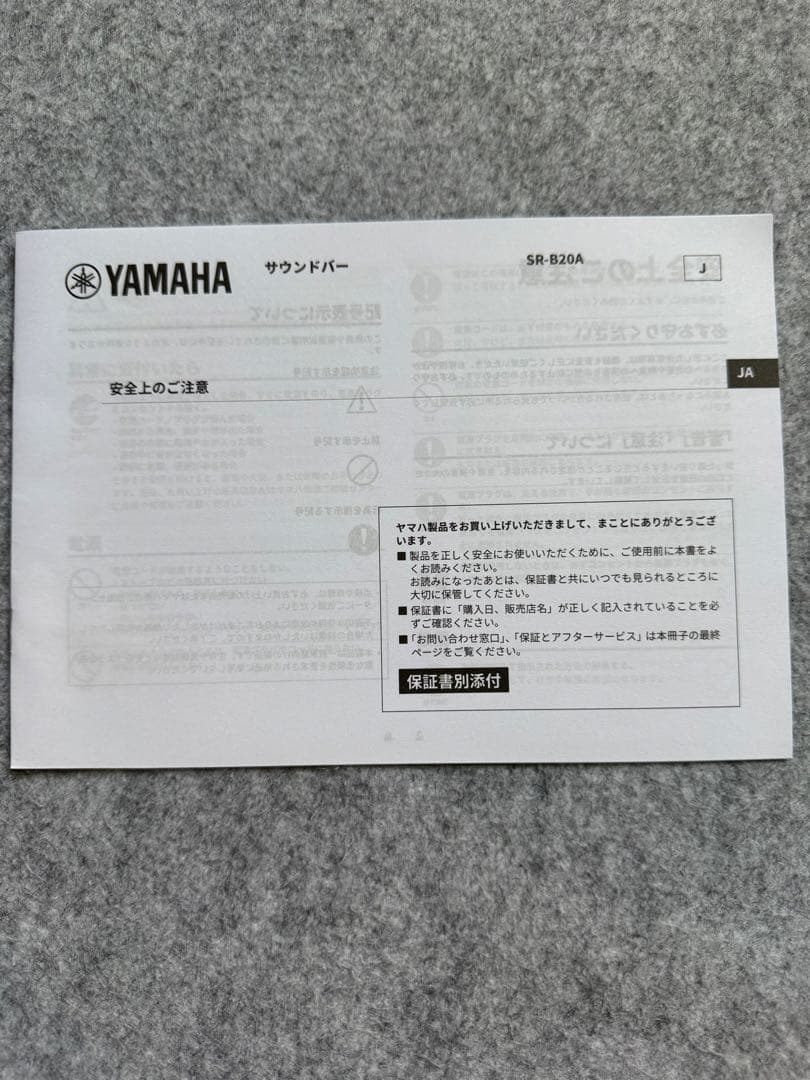 YAMAHA
サウンドバー
SR-B20A
J
JA
安全上のご注意
ヤマハ製品をお買い上げいただきまして、まことにありがとうござ
います。
■ 製品を正しく安全にお使いいただくために、ご使用前に本書をよ
くお読みください。
お読みになったあとは、保証書と共にいつでも見られるところに
大切に保管してください。
■ 保証書に「購入日、販売店名」が正しく記入されていることを必
ずご確認ください。
■ 「お問い合わせ窓口」、「保証とアフターサービス」は本冊子の最終
ページをご覧ください。
保証書別添付